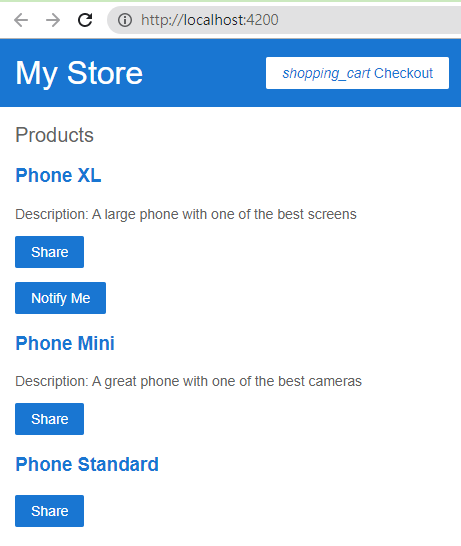 http://localhost:4200
My Store
shopping_cart Checkout
Products
Phone XL
Description: A large phone with one of the best screens
Share
Notify Me
Phone Mini
Description: A great phone with one of the best cameras
Share
Phone Standard
Share